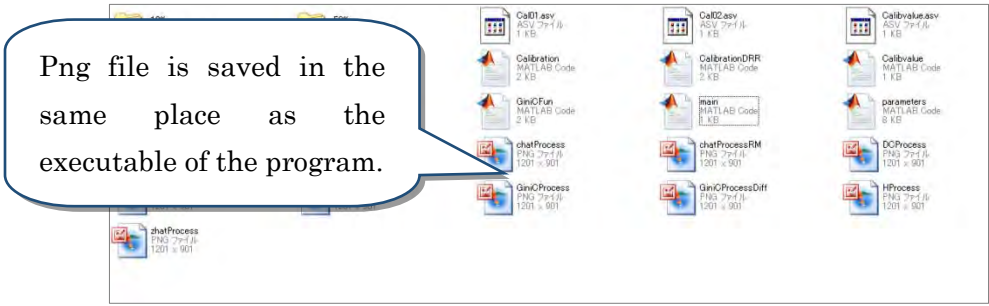 Png file is saved in the
same place as the
executable of the program.
Cal01.asv
ASV ファイル
1 KB
Cal02.asv
ASV ファイル
1 KB
Calibvalue.asv
ASV ファイル
1 KB
Calibration
MATLAB Code
2 KB
CalibrationDRR
MATLAB Code
2 KB
Calibvalue
MATLAB Code
1 KB
GiniCFun
MATLAB Code
2 KB
main
MATLAB Code
1 KB
parameters
MATLAB Code
8 KB
chatProcess
PNG ファイル
1201 x 901
chatProcessRM
PNG ファイル
1201 x 901
DCProcess
PNG ファイル
1201 x 901
GiniCProcess
PNG ファイル
1201 x 901
GiniCProcessDiff
PNG ファイル
1201 x 901
HProcess
PNG ファイル
1201 x 901
zhatProcess
PNG ファイル
1201 x 901